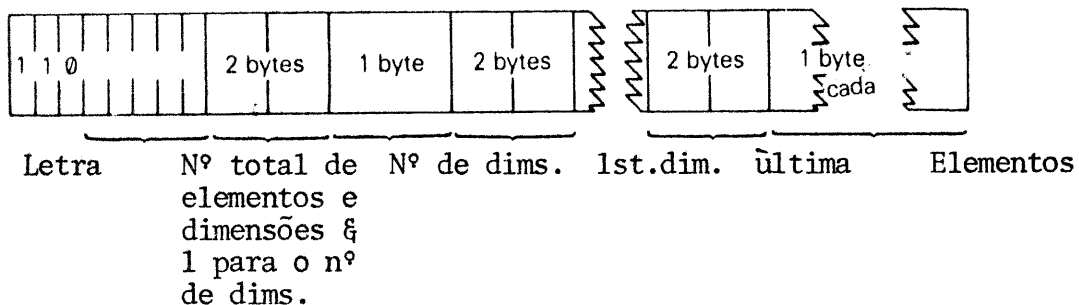 1 1 0 2 bytes 1 byte 2 bytes 2 bytes 1 byte
cada
Letra Nº total de Nº de dims. 1st.dim. ùltima Elementos
elementos e
dimensões &
1 para o nº
de dims.